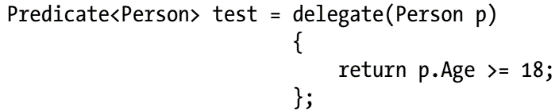 Predicate<Person> test = delegate(Person p)
{
return p.Age >= 18;
};